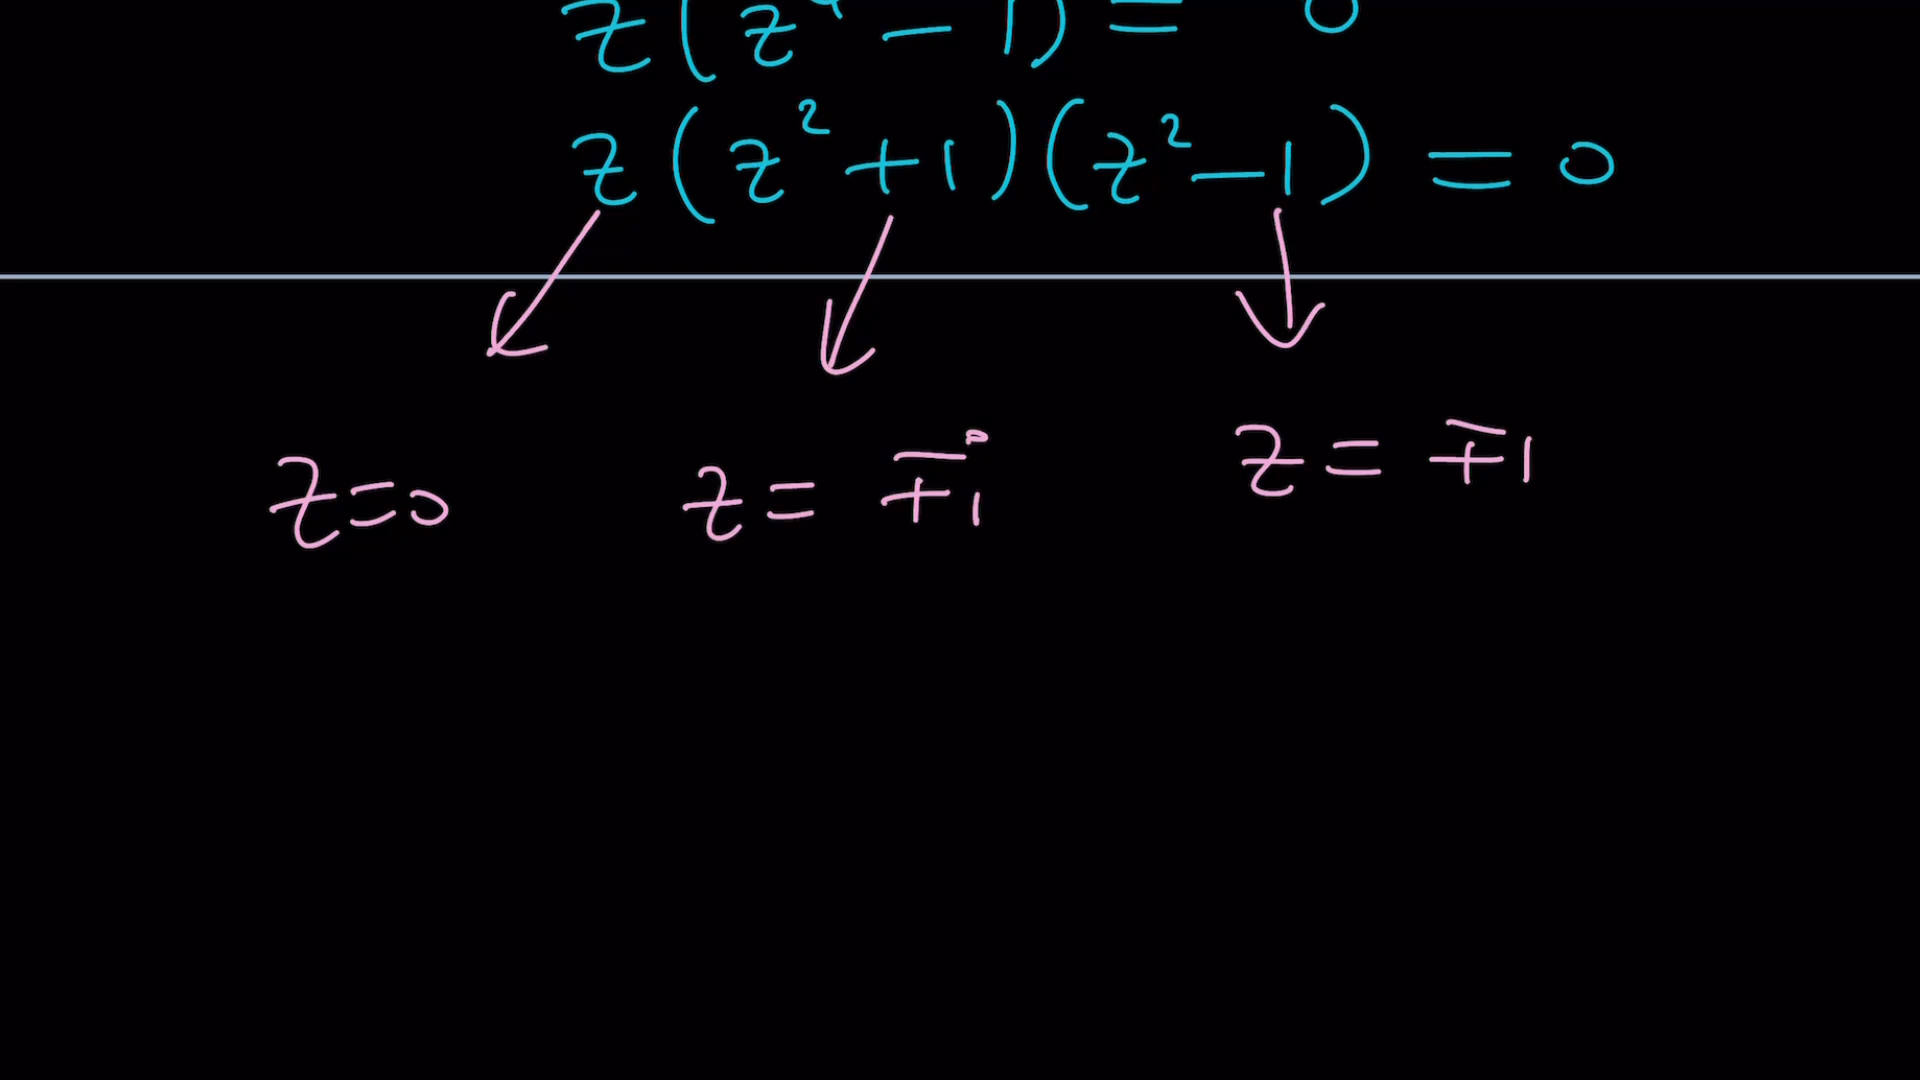 z(z⁴ − 1) = 0
z(z² + 1)(z² − 1) = 0
z = 0 z = ∓i z = ∓1